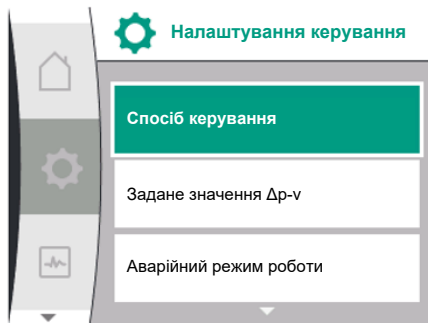 Налаштування керування
Спосіб керування
Задане значення Δp-v
Аварійний режим роботи